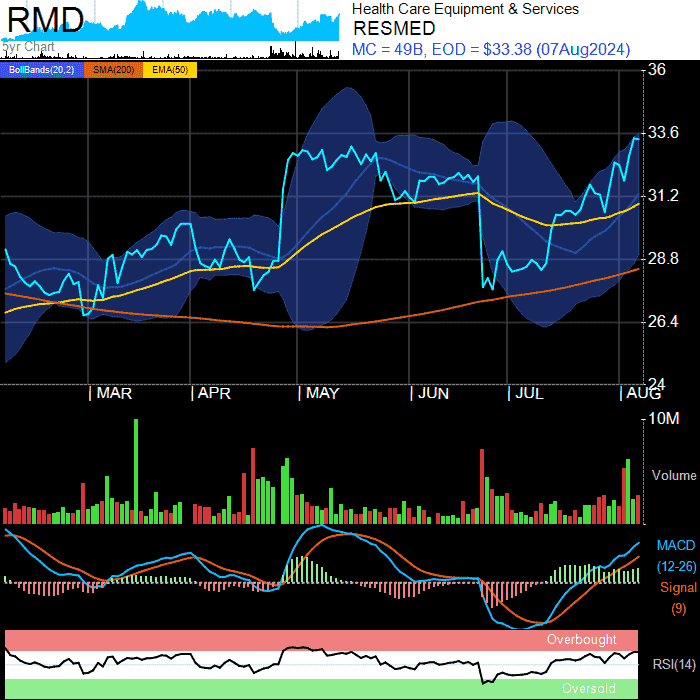 RMD
5yr Chart
Health Care Equipment & Services
RESMED
MC = 49B, EOD = $33.38 (07Aug2024)
BollBands(20,2) SMA(200) EMA(50)
36
33.6
31.2
28.8
26.4
24
| MAR | APR | MAY | JUN | JUL | AUG
10M
Volume
MACD
(12-26)
Signal
(9)
Overbought
RSI(14)
Oversold